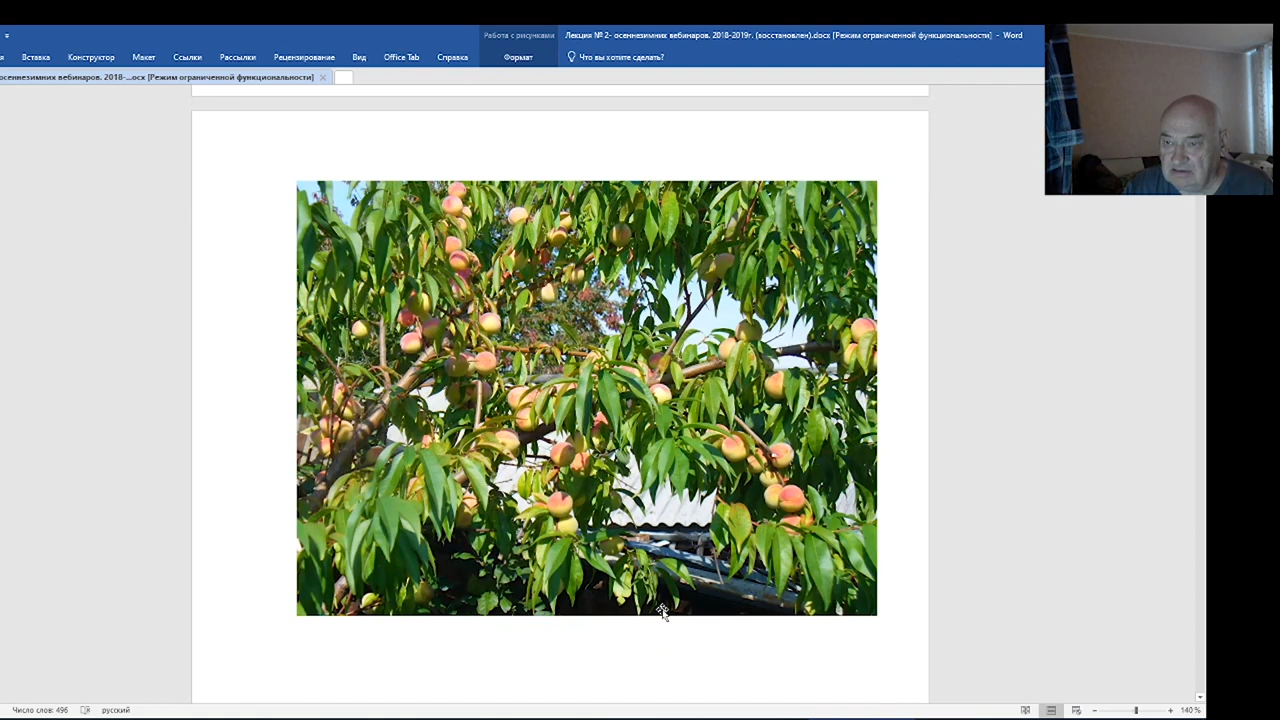 Работа с рисунками
Лекция № 2- осеннезимник вебинаров. 2018-2019г. (восстановлен).docx [Режим ограниченной функциональности] - Word
я Вставка Конструктор Макет Ссылки Рассылки Рецензирование Вид Office Tab Справка Формат Что вы хотите сделать?
осеннезимник вебинаров. 2018-...ocx [Режим ограниченной функциональности]
Число слов: 496 русский 140 %